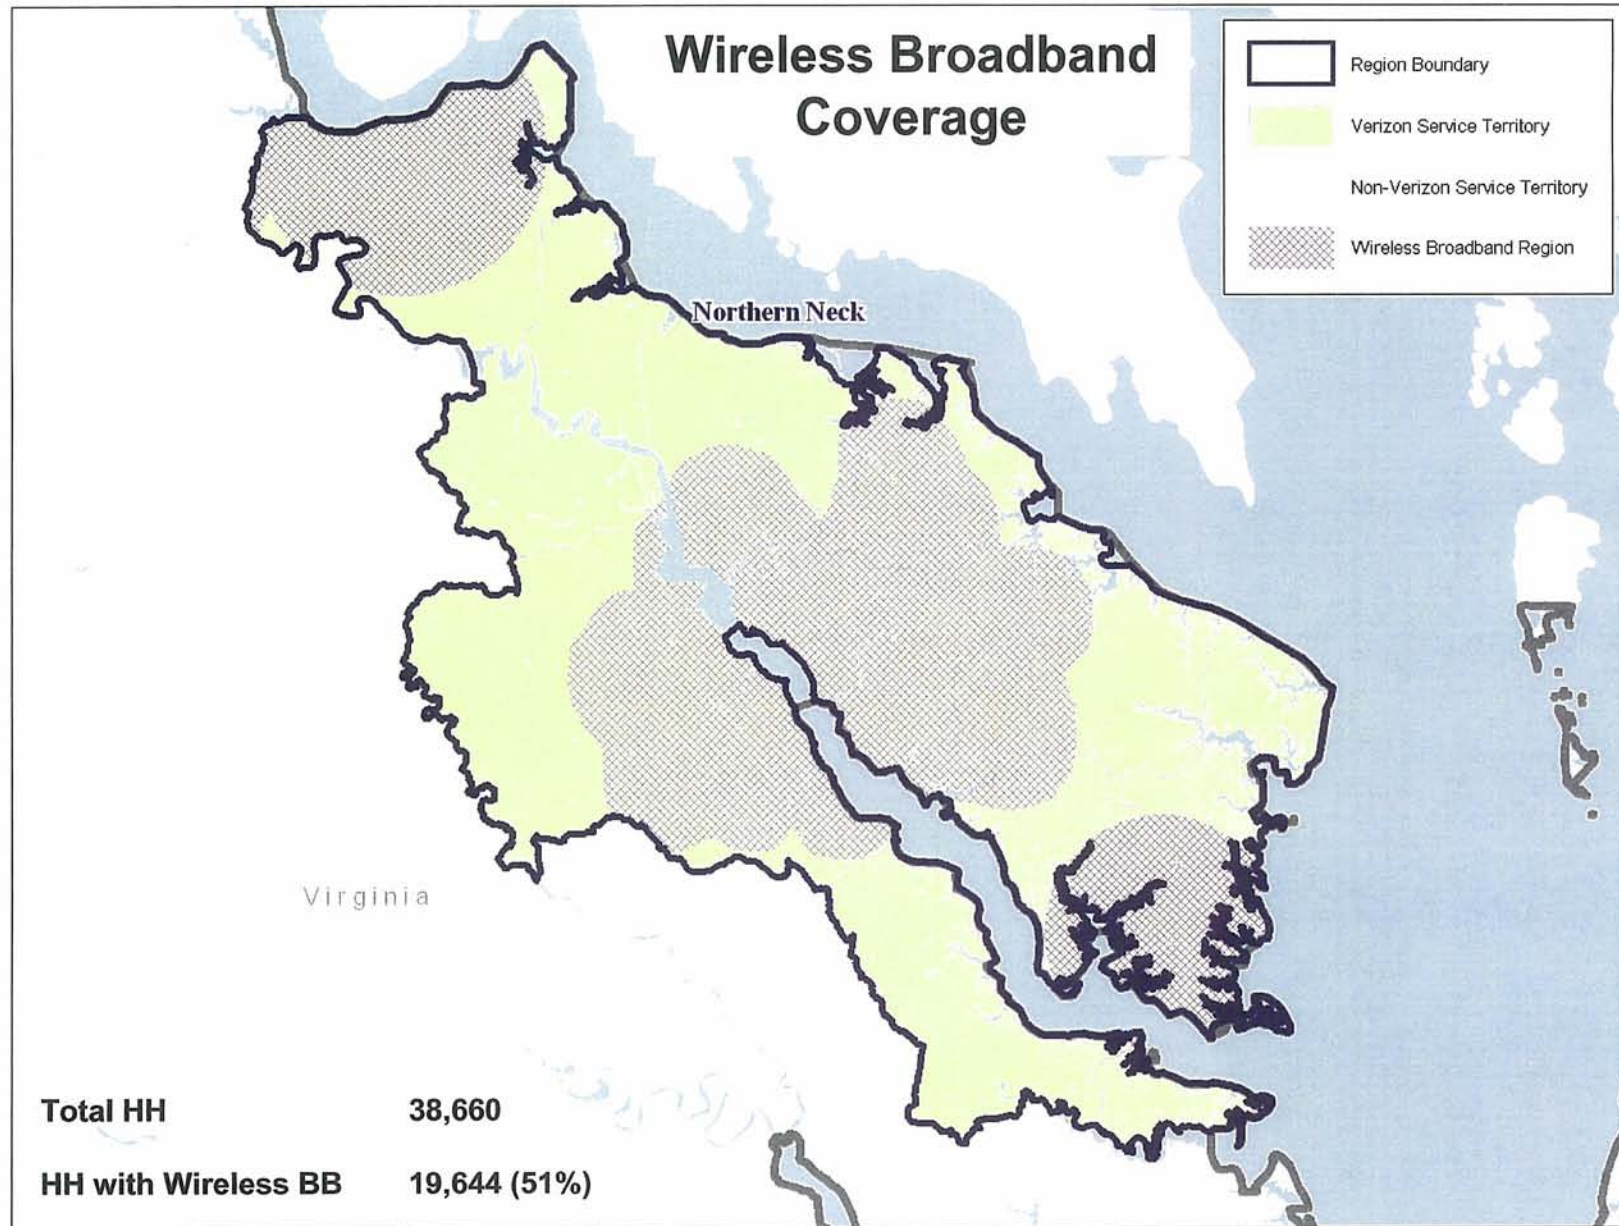 Wireless Broadband
Coverage
Region Boundary
Verizon Service Territory
Non-Verizon Service Territory
Wireless Broadband Region
Northern Neck
Virginia
Total HH 38,660
HH with Wireless BB 19,644 (51%)